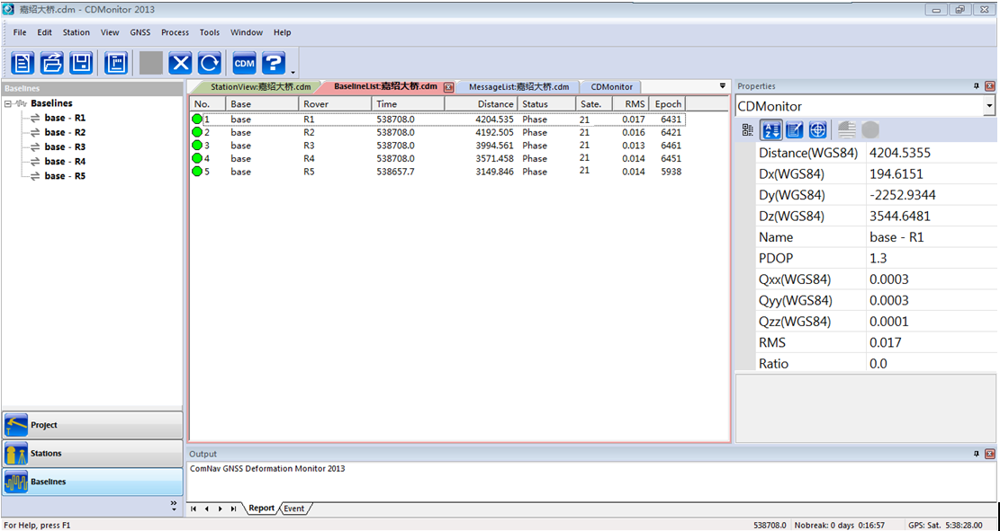 嘉绍大桥.cdm - CDMonitor 2013
File Edit Station View GNSS Process Tools Window Help
CDM ?
Baselines
Baselines
base - R1
base - R2
base - R3
base - R4
base - R5
Project
Stations
Baselines
StationView:嘉绍大桥.cdm BaselineList:嘉绍大桥.cdm MessageList:嘉绍大桥.cdm CDMonitor
No. Base Rover Time Distance Status Sate. RMS Epoch
1 base R1 538708.0 4204.535 Phase 21 0.017 6431
2 base R2 538708.0 4192.505 Phase 21 0.016 6421
3 base R3 538708.0 3994.561 Phase 21 0.013 6461
4 base R4 538708.0 3571.458 Phase 21 0.014 6451
5 base R5 538657.7 3149.846 Phase 21 0.014 5938
Properties
CDMonitor
Distance(WGS84) 4204.5355
Dx(WGS84) 194.6151
Dy(WGS84) -2252.9344
Dz(WGS84) 3544.6481
Name base - R1
PDOP 1.3
Qxx(WGS84) 0.0003
Qyy(WGS84) 0.0003
Qzz(WGS84) 0.0001
RMS 0.017
Ratio 0.0
Output
ComNav GNSS Deformation Monitor 2013
Report Event
For Help, press F1
538708.0 Nobreak: 0 days 0:16:57 GPS: Sat. 5:38:28.00